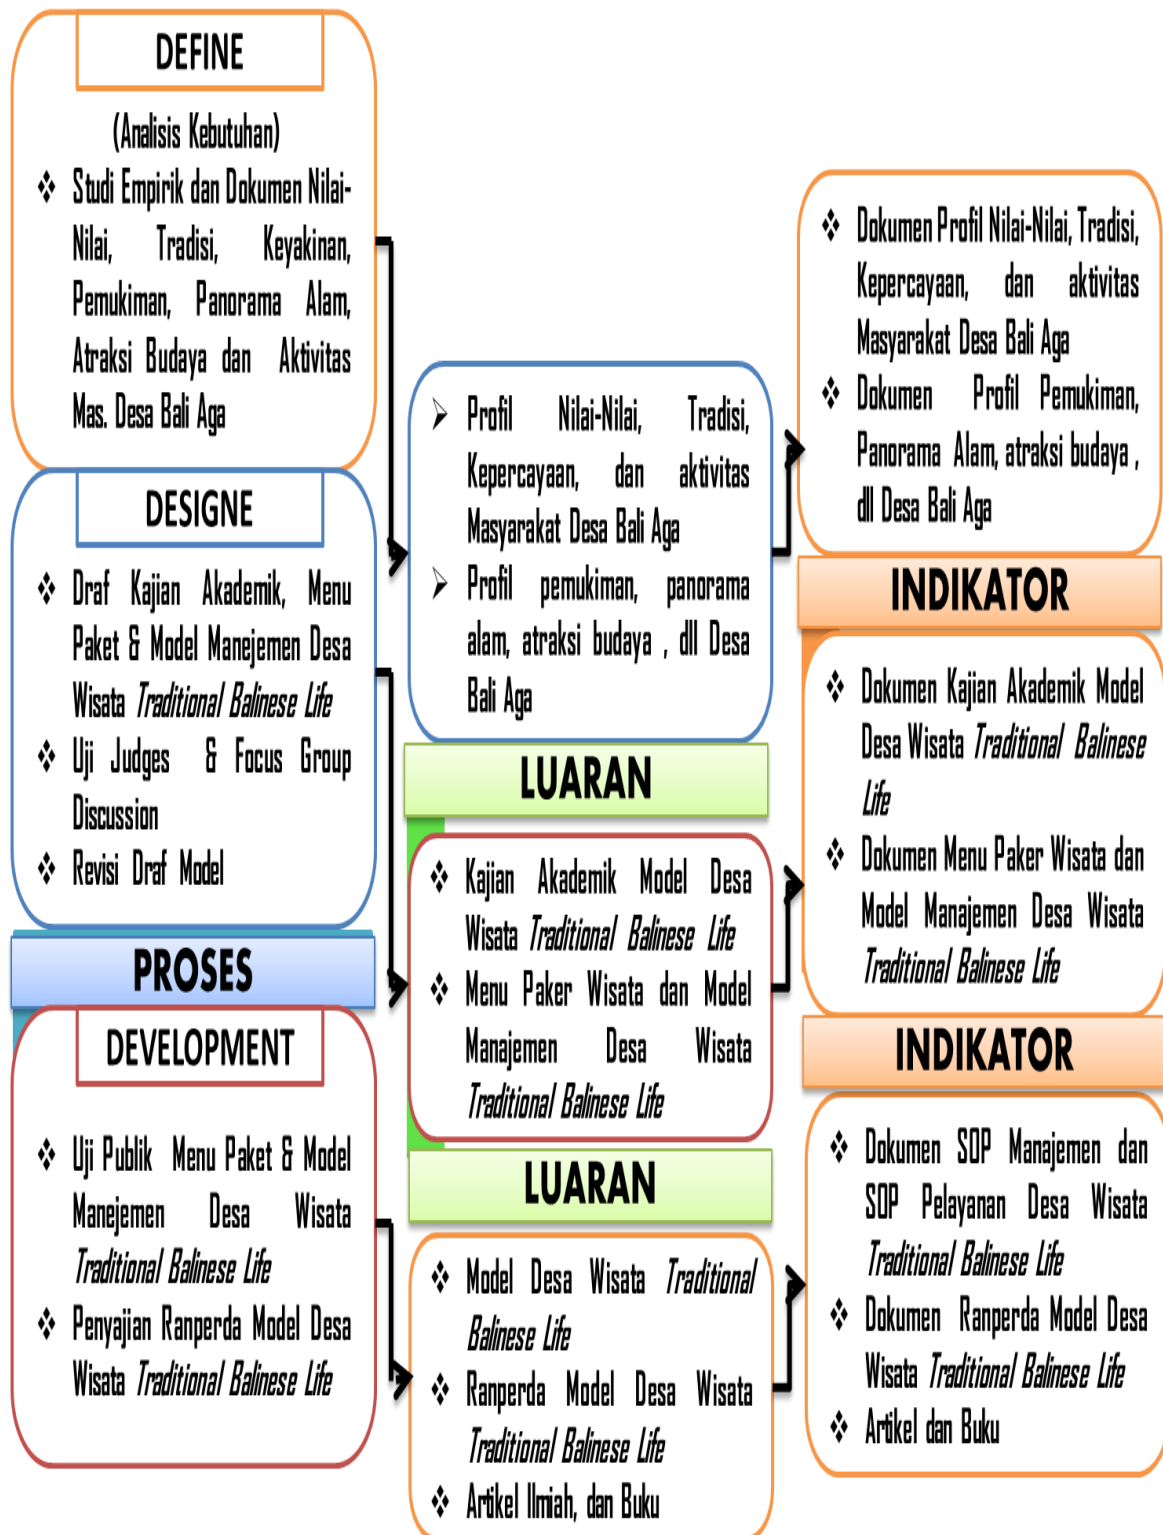 DEFINE
(Analisis Kebutuhan)
❖ Studi Empirik dan Dokumen Nilai-
Nilai, Tradisi, Keyakinan,
Pemukiman, Panorama Alam,
Atraksi Budaya dan Aktivitas
Mas. Desa Bali Aga
DESIGNE
❖ Draf Kajian Akademik, Menu
Paket & Model Manejemen Desa
Wisata Traditional Balinese Life
❖ Uji Judges & Focus Group
Discussion
❖ Revisi Draf Model
PROSES
DEVELOPMENT
❖ Uji Publik Menu Paket & Model
Manejemen Desa Wisata
Traditional Balinese Life
❖ Penyajian Ranperda Model Desa
Wisata Traditional Balinese Life
➢ Profil Nilai-Nilai, Tradisi,
Kepercayaan, dan aktivitas
Masyarakat Desa Bali Aga
➢ Profil pemukiman, panorama
alam, atraksi budaya , dll Desa
Bali Aga
LUARAN
❖ Kajian Akademik Model Desa
Wisata Traditional Balinese Life
❖ Menu Paker Wisata dan Model
Manajemen Desa Wisata
Traditional Balinese Life
LUARAN
❖ Model Desa Wisata Traditional
Balinese Life
❖ Ranperda Model Desa Wisata
Traditional Balinese Life
❖ Artikel Ilmiah, dan Buku
❖ Dokumen Profil Nilai-Nilai, Tradisi,
Kepercayaan, dan aktivitas
Masyarakat Desa Bali Aga
❖ Dokumen Profil Pemukiman,
Panorama Alam, atraksi budaya ,
dll Desa Bali Aga
INDIKATOR
❖ Dokumen Kajian Akademik Model
Desa Wisata Traditional Balinese
Life
❖ Dokumen Menu Paker Wisata dan
Model Manajemen Desa Wisata
Traditional Balinese Life
INDIKATOR
❖ Dokumen SOP Manajemen dan
SOP Pelayanan Desa Wisata
Traditional Balinese Life
❖ Dokumen Ranperda Model Desa
Wisata Traditional Balinese Life
❖ Artikel dan Buku